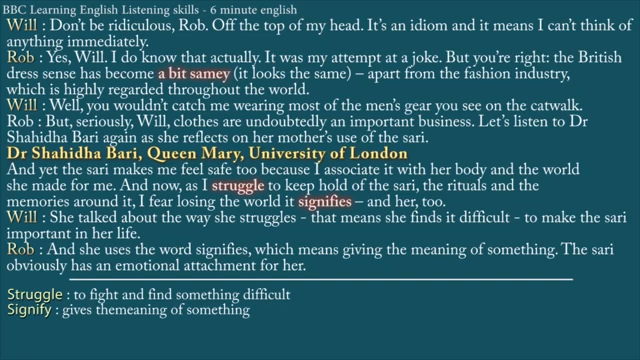 BBC Learning English Listening skills - 6 minute english
Will : Don't be ridiculous, Rob. Off the top of my head. It's an idiom and it means I can't think of
anything immediately.
Rob : Yes, Will. I do know that actually. It was my attempt at a joke. But you're right: the British
dress sense has become a bit samey (it looks the same) – apart from the fashion industry,
which is highly regarded throughout the world.
Will : Well, you wouldn't catch me wearing most of the men's gear you see on the catwalk.
Rob : But, seriously, Will, clothes are undoubtedly an important business. Let's listen to Dr
Shahidha Bari again as she reflects on her mother's use of the sari.
Dr Shahidha Bari, Queen Mary, University of London
And yet the sari makes me feel safe too because I associate it with her body and the world
she made for me. And now, as I struggle to keep hold of the sari, the rituals and the
memories around it, I fear losing the world it signifies – and her, too.
Will : She talked about the way she struggles - that means she finds it difficult - to make the sari
important in her life.
Rob : And she uses the word signifies, which means giving the meaning of something. The sari
obviously has an emotional attachment for her.
Struggle : to fight and find something difficult
Signify : gives themeaning of something